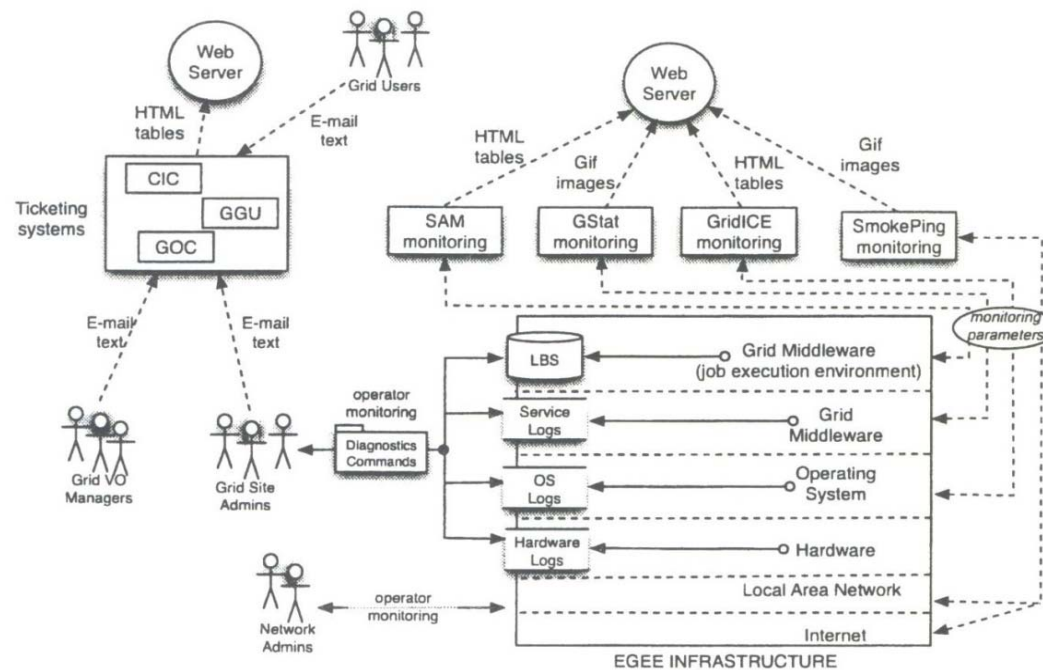 Web
Server
Grid Users
HTML
tables
E-mail
text
Ticketing
systems
CIC
GGU
GOC
E-mail
text
E-mail
text
Grid VO
Managers
Grid Site
Admins
operator
monitoring
Diagnostics
Commands
Network
Admins
operator
monitoring
Web
Server
HTML
tables
Gif
images
HTML
tables
Gif
images
SAM
monitoring
GStat
monitoring
GridICE
monitoring
SmokePing
monitoring
monitoring
parameters
LBS
Grid Middleware
(job execution environment)
Service
Logs
Grid
Middleware
OS
Logs
Operating
System
Hardware
Logs
Hardware
Local Area Network
Internet
EGEE INFRASTRUCTURE